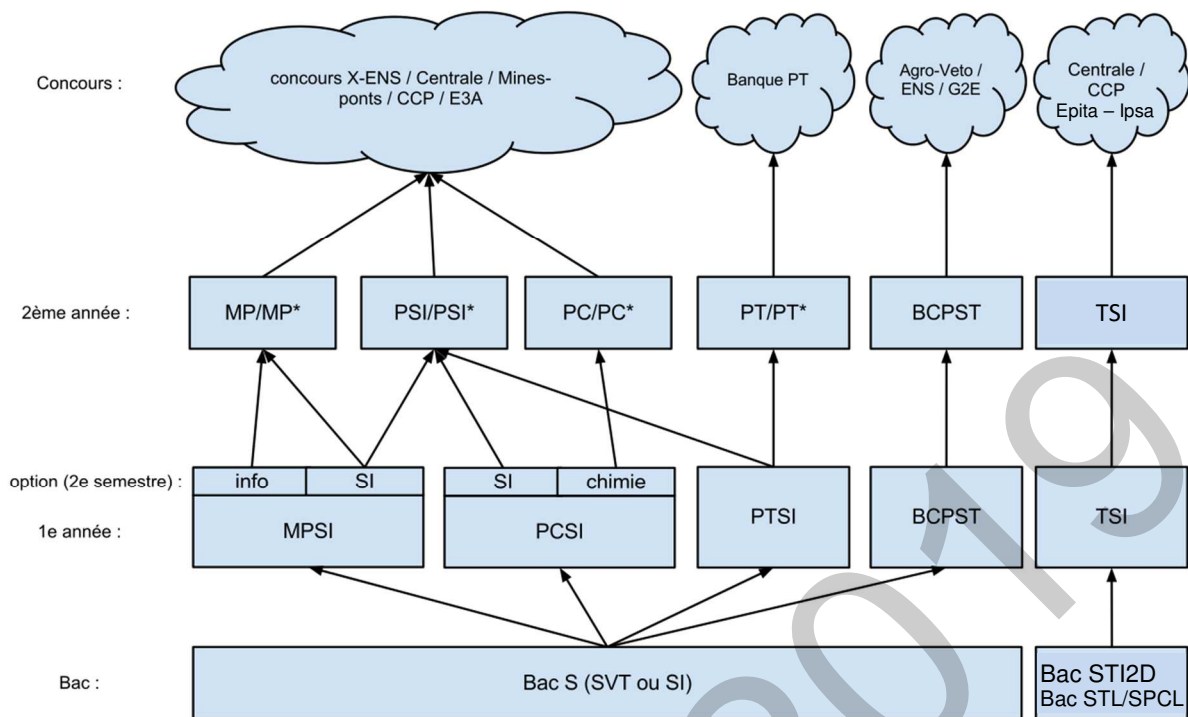 Concours :
concours X-ENS / Centrale / Mines-
ponts / CCP / E3A
Banque PT
Agro-Veto /
ENS / G2E
Centrale /
CCP
Epita – Ipsa
2ème année :
MP/MP*
PSI/PSI*
PC/PC*
PT/PT*
BCPST
TSI
option (2e semestre) :
info
SI
SI
chimie
1e année :
MPSI
PCSI
PTSI
BCPST
TSI
Bac :
Bac S (SVT ou SI)
Bac STI2D
Bac STL/SPCL
2019